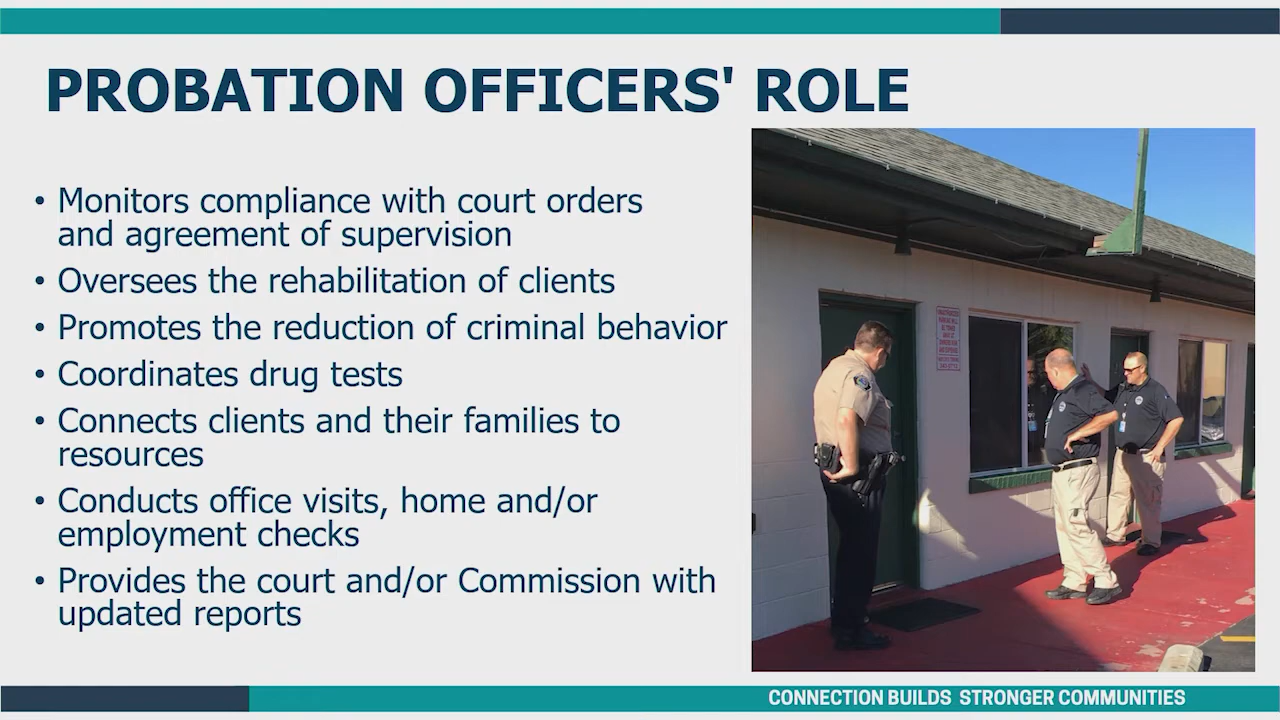 PROBATION OFFICERS' ROLE
• Monitors compliance with court orders
and agreement of supervision
• Oversees the rehabilitation of clients
• Promotes the reduction of criminal behavior
• Coordinates drug tests
• Connects clients and their families to
resources
• Conducts office visits, home and/or
employment checks
• Provides the court and/or Commission with
updated reports
CONNECTION BUILDS STRONGER COMMUNITIES